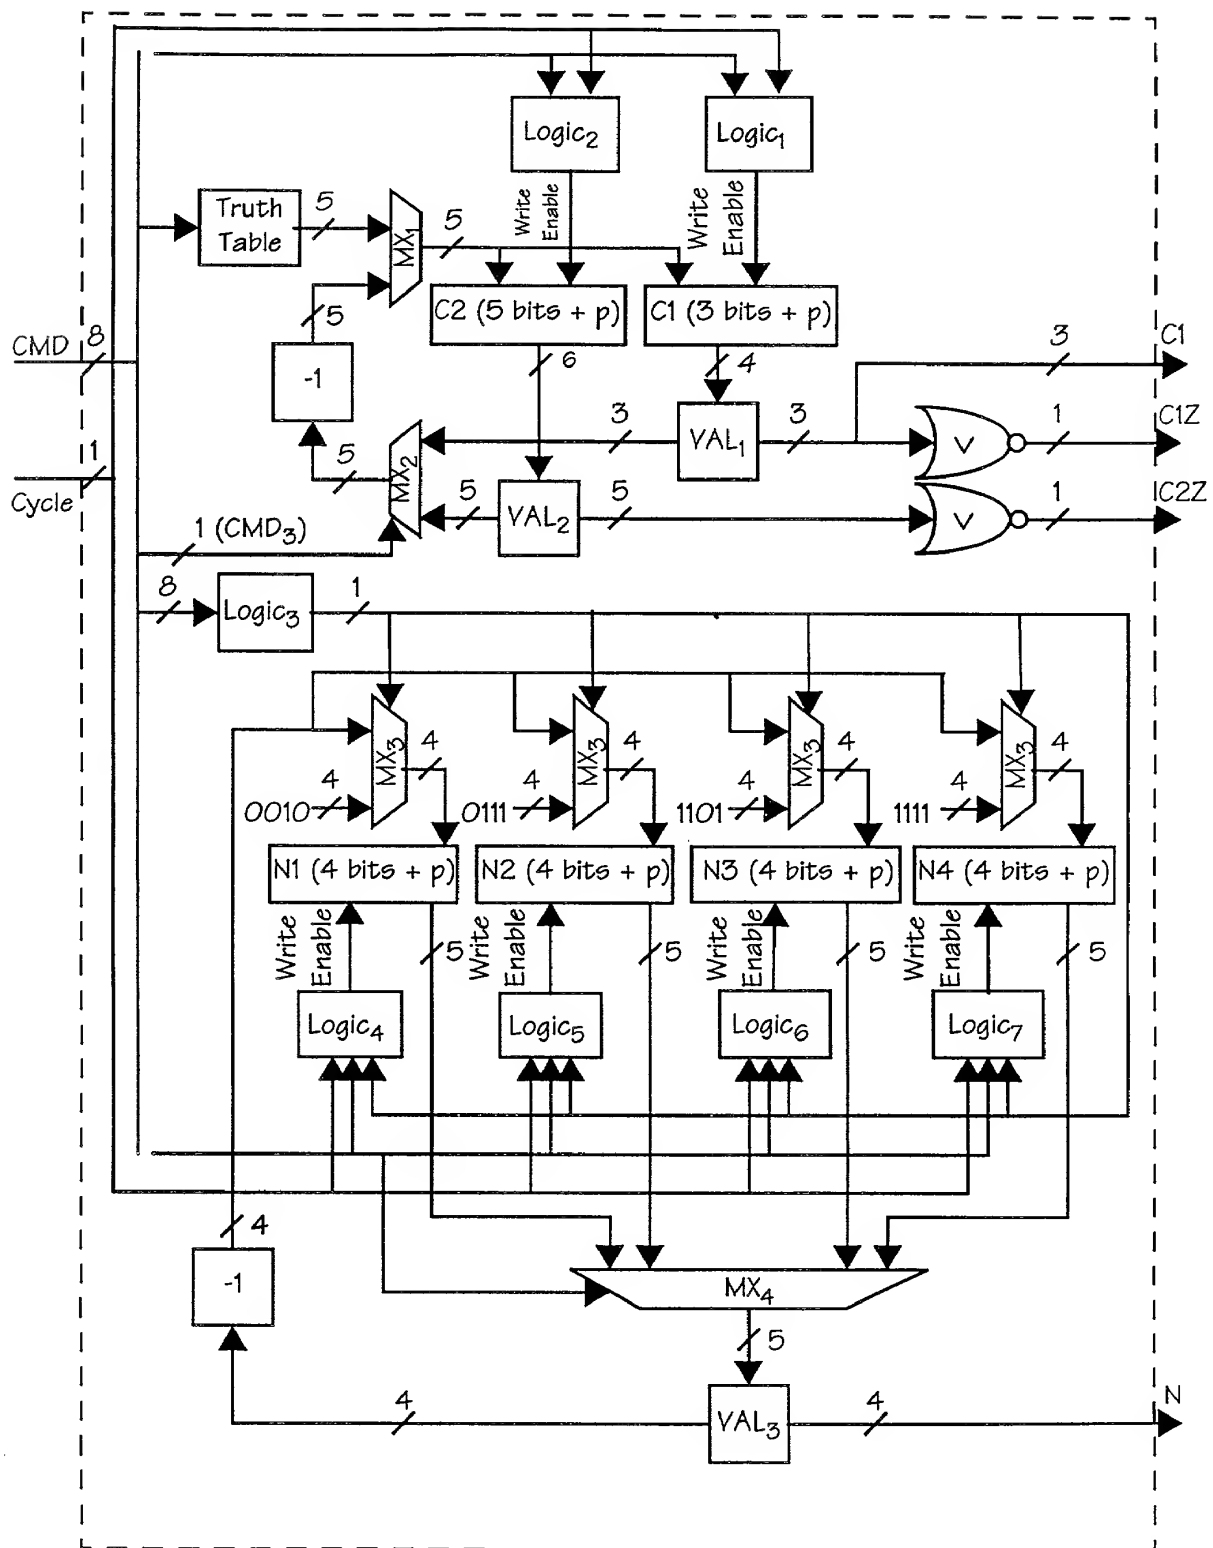 Logic2
Logic1
Write
Enable
Write
Enable
Truth
Table
5
MX1
5
C2 (5 bits + p)
C1 (3 bits + p)
5
CMD
8
-1
6
4
3
C1
MX2
3
VAL1
3
V
1
C1Z
5
1
Cycle
5
VAL2
5
V
1
C2Z
1 (CMD3)
8
Logic3
1
MX3
4
MX3
4
MX3
4
MX3
4
0010
4
0111
4
1101
4
1111
4
N1 (4 bits + p)
N2 (4 bits + p)
N3 (4 bits + p)
N4 (4 bits + p)
Write
Enable
5
Write
Enable
5
Write
Enable
5
Write
Enable
5
Logic4
Logic5
Logic6
Logic7
4
-1
MX4
5
4
VAL3
4
N